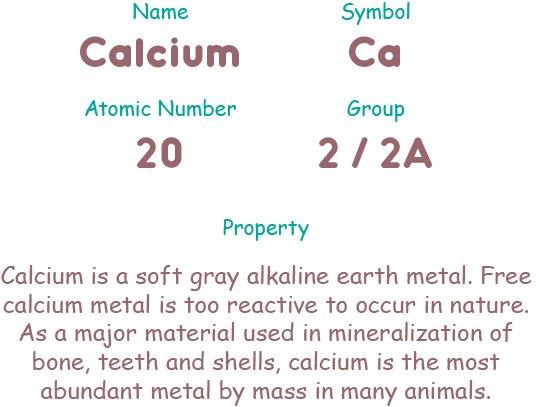 Name Symbol
Calcium Ca
Atomic Number Group
20 2 / 2A
Property
Calcium is a soft gray alkaline earth metal. Free
calcium metal is too reactive to occur in nature.
As a major material used in mineralization of
bone, teeth and shells, calcium is the most
abundant metal by mass in many animals.